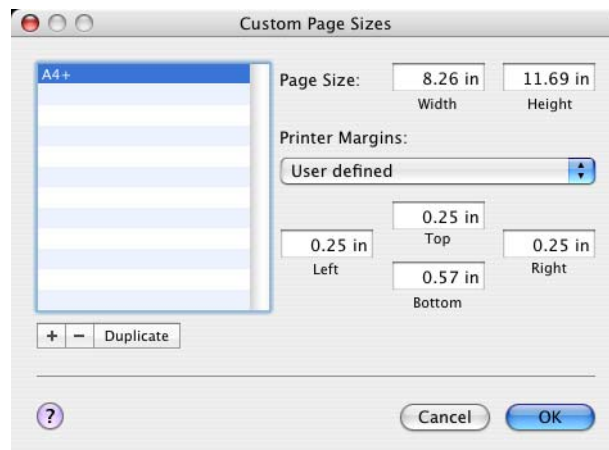 Custom Page Sizes
A4+
Page Size:
8.26 in
11.69 in
Width
Height
Printer Margins:
User defined
0.25 in
Top
0.25 in
Left
0.25 in
Right
0.57 in
Bottom
+
−
Duplicate
?
Cancel
OK